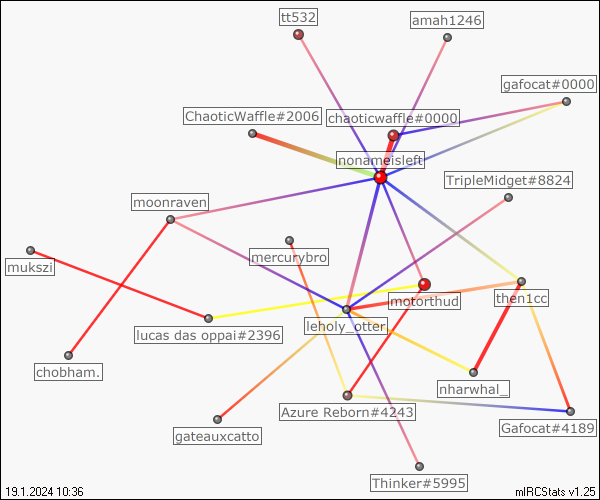 tt532
amah1246
gafocat#0000
ChaoticWaffle#2006
chaoticwaffle#0000
nonameisleft
TripleMidget#8824
moonraven
mercurybro
mukszi
motorthud
then1cc
leholy_otter
lucas das oppai#2396
chobham.
nharwhal_
Azure Reborn#4243
Gafocat#4189
gateauxcatto
Thinker#5995
19.1.2024 10:36
mIRCStats v1.25